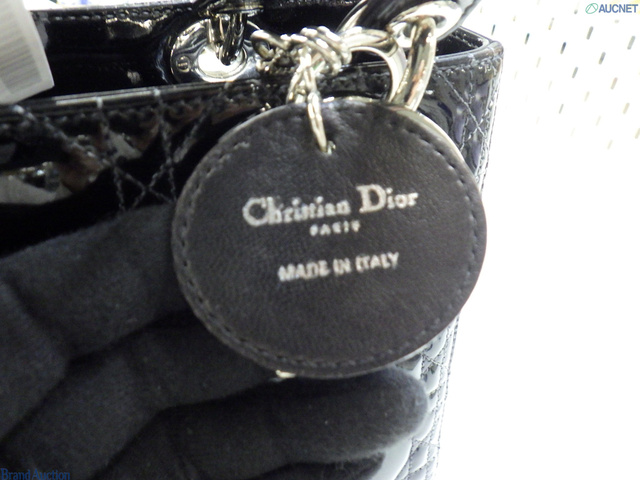 AUCNET
Christian Dior
PARIS
MADE IN ITALY
Brand Auction